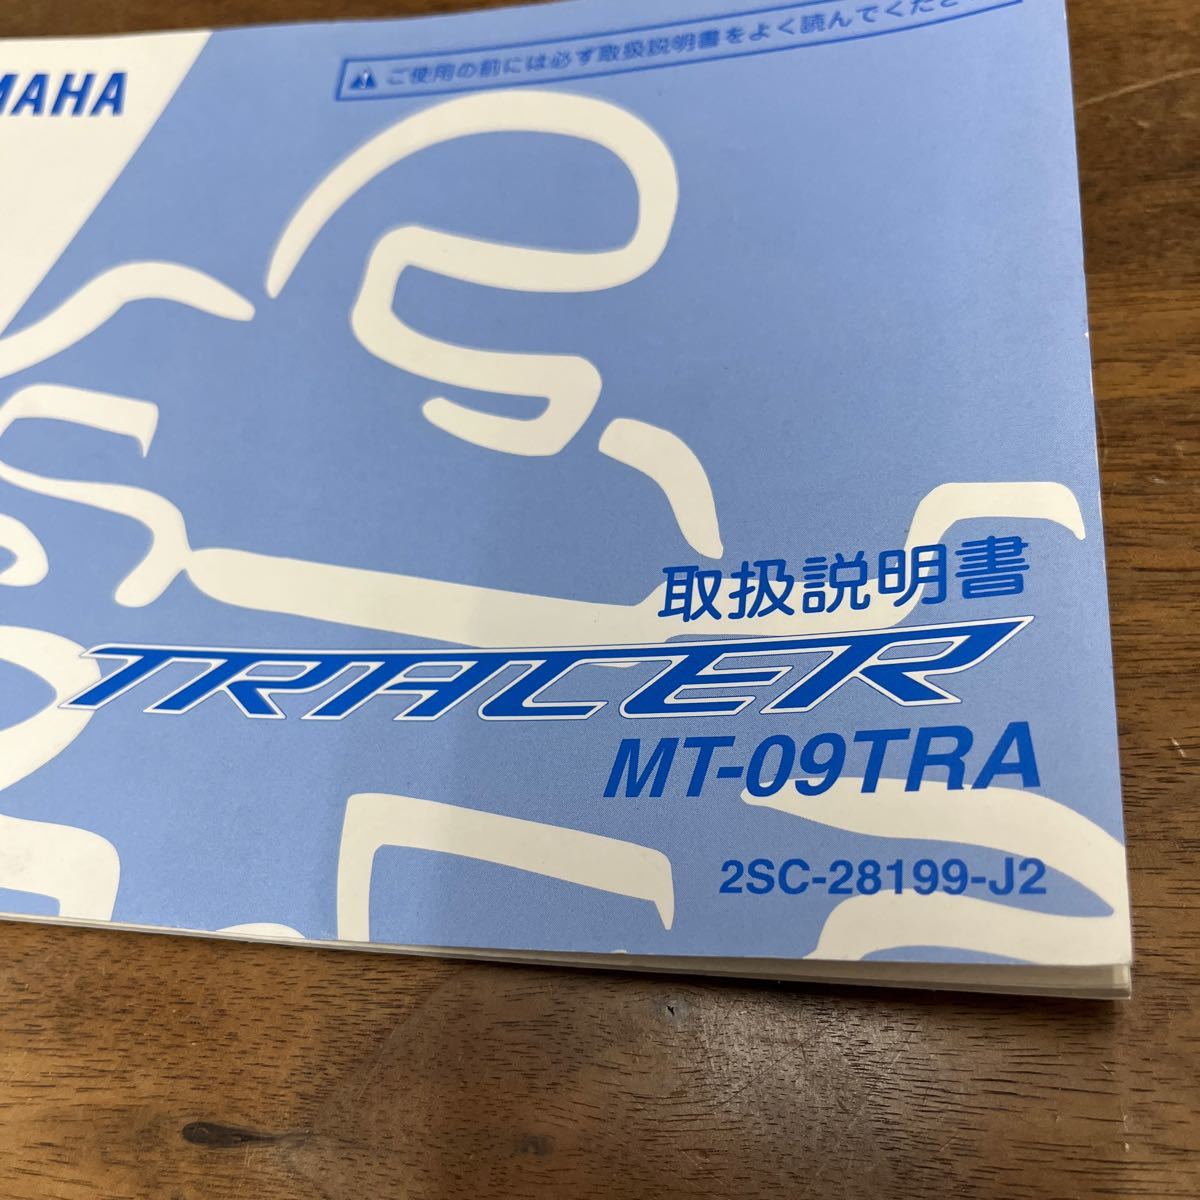 MAHA
ご使用の前には必ず取扱説明書をよく読んでくださ
取扱説明書
TRACER
MT-09TRA
2SC-28199-J2